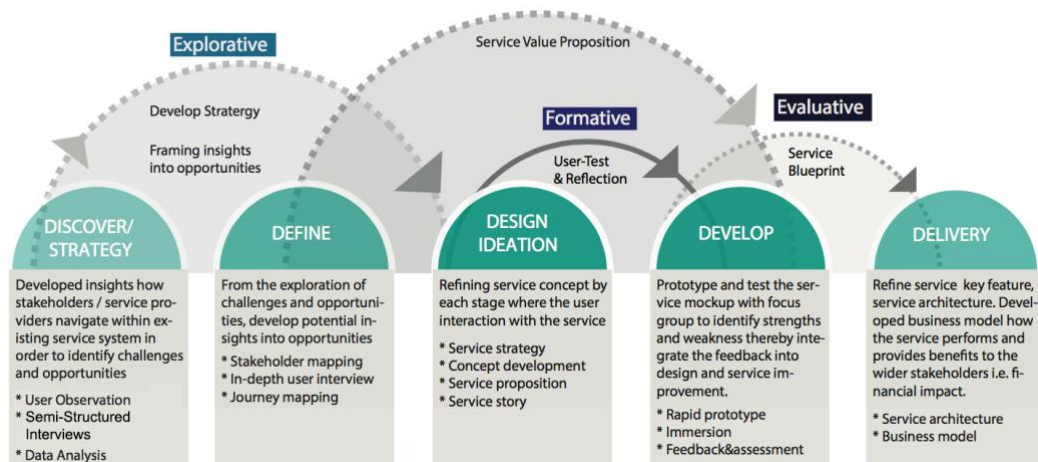 Explorative
Service Value Proposition
Develop Stratergy
Framing insights
into opportunities
Formative
Evaluative
User-Test
& Reflection
Service
Blueprint
DISCOVER/
STRATEGY
Developed insights how
stakeholders / service pro-
viders navigate within ex-
isting service system in
order to identify challenges
and opportunities
* User Observation
* Semi-Structured
Interviews
* Data Analysis
DEFINE
From the exploration of
challenges and opportuni-
ties, develop potential in-
sights into opportunities
* Stakeholder mapping
* In-depth user interview
* Journey mapping
DESIGN
IDEATION
Refining service concept by
each stage where the user
interaction with the service
* Service strategy
* Concept development
* Service proposition
* Service story
DEVELOP
Prototype and test the ser-
vice mockup with focus
group to identify strengths
and weakness thereby inte-
grate the feedback into
design and service im-
provement.
* Rapid prototype
* Immersion
* Feedback&assessment
DELIVERY
Refine service key feature,
service architecture. Devel-
oped business model how
the service performs and
provides benefits to the
wider stakeholders i.e. fi-
nancial impact.
* Service architecture
* Business model